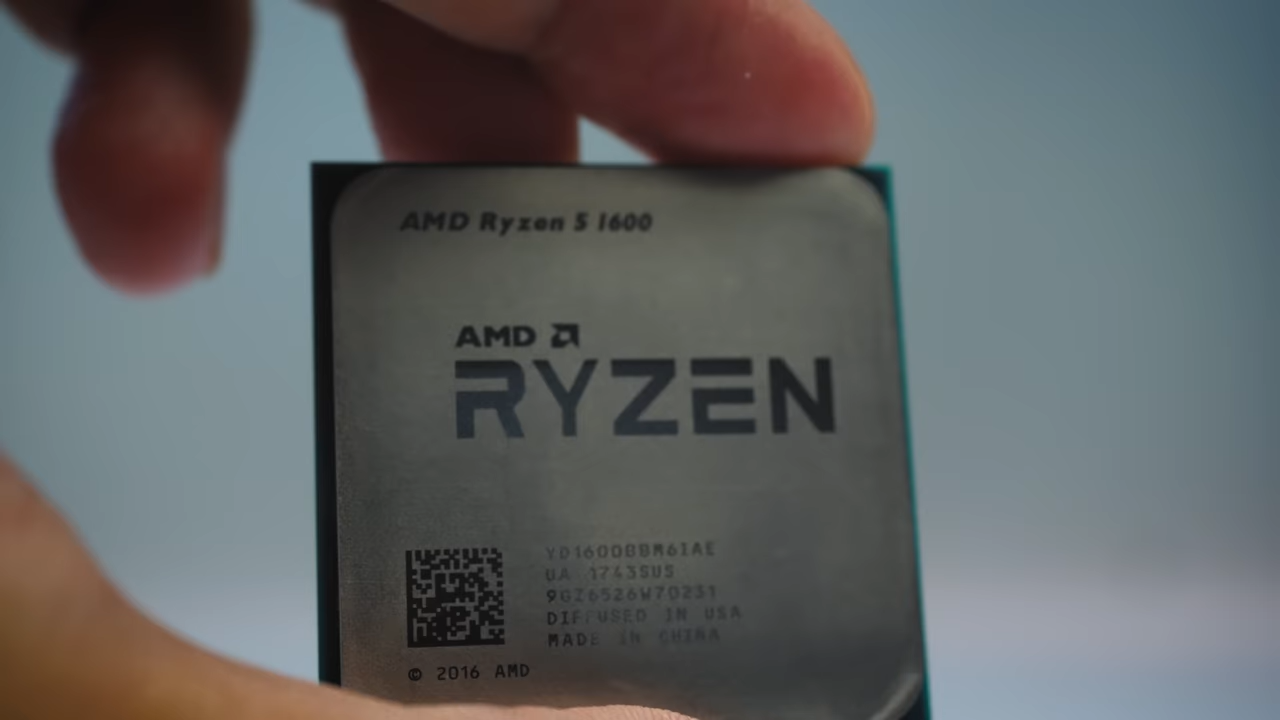 AMD Ryzen 5 1600
AMD
RYZEN
YD1600BBM6IAE
UA 1743SUS
9GZ6526W70231
DIFFUSED IN USA
MADE IN CHINA
© 2016 AMD